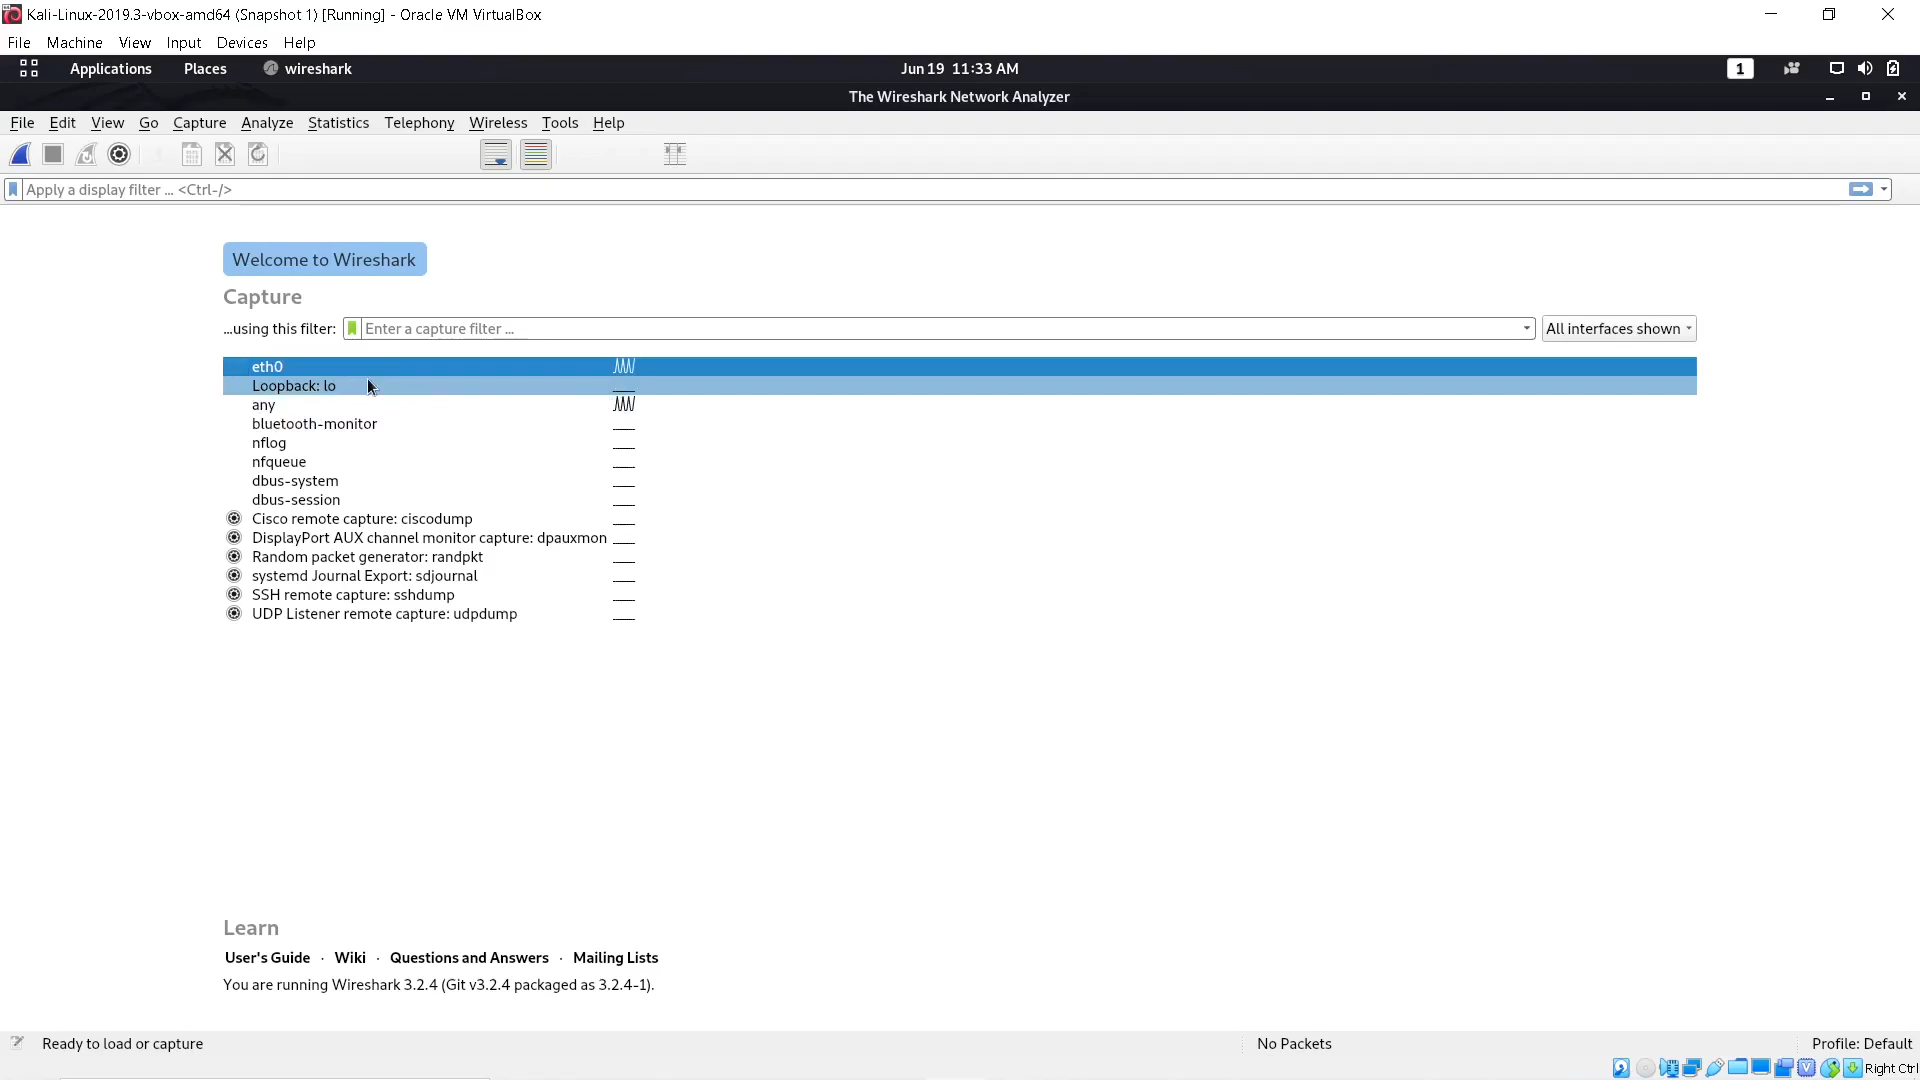 Kali-Linux-2019.3-vbox-amd64 (Snapshot 1) [Running] - Oracle VM VirtualBox
File Machine View Input Devices Help
Applications Places wireshark Jun 19 11:33 AM 1
The Wireshark Network Analyzer
File Edit View Go Capture Analyze Statistics Telephony Wireless Tools Help
Apply a display filter ... <Ctrl-/>
Welcome to Wireshark
Capture
...using this filter: Enter a capture filter ... All interfaces shown
eth0
Loopback: lo
any
bluetooth-monitor
nflog
nfqueue
dbus-system
dbus-session
Cisco remote capture: ciscodump
DisplayPort AUX channel monitor capture: dpauxmon
Random packet generator: randpkt
systemd Journal Export: sdjournal
SSH remote capture: sshdump
UDP Listener remote capture: udpdump
Learn
User's Guide · Wiki · Questions and Answers · Mailing Lists
You are running Wireshark 3.2.4 (Git v3.2.4 packaged as 3.2.4-1).
Ready to load or capture No Packets Profile: Default
Right Ctrl